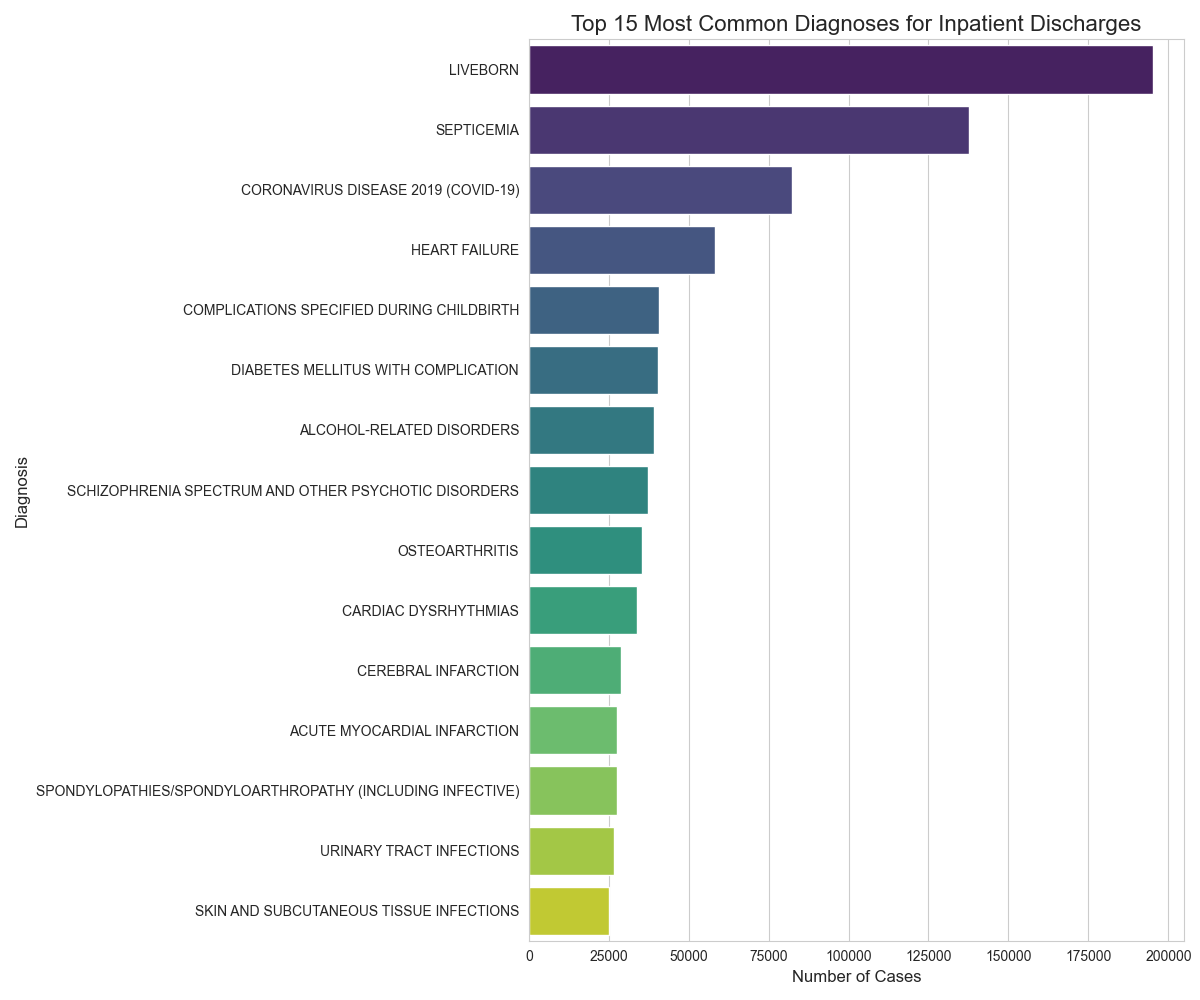 Top 15 Most Common Diagnoses for Inpatient Discharges
Diagnosis
LIVEBORN
SEPTICEMIA
CORONAVIRUS DISEASE 2019 (COVID-19)
HEART FAILURE
COMPLICATIONS SPECIFIED DURING CHILDBIRTH
DIABETES MELLITUS WITH COMPLICATION
ALCOHOL-RELATED DISORDERS
SCHIZOPHRENIA SPECTRUM AND OTHER PSYCHOTIC DISORDERS
OSTEOARTHRITIS
CARDIAC DYSRHYTHMIAS
CEREBRAL INFARCTION
ACUTE MYOCARDIAL INFARCTION
SPONDYLOPATHIES/SPONDYLOARTHROPATHY (INCLUDING INFECTIVE)
URINARY TRACT INFECTIONS
SKIN AND SUBCUTANEOUS TISSUE INFECTIONS
0 25000 50000 75000 100000 125000 150000 175000 200000
Number of Cases